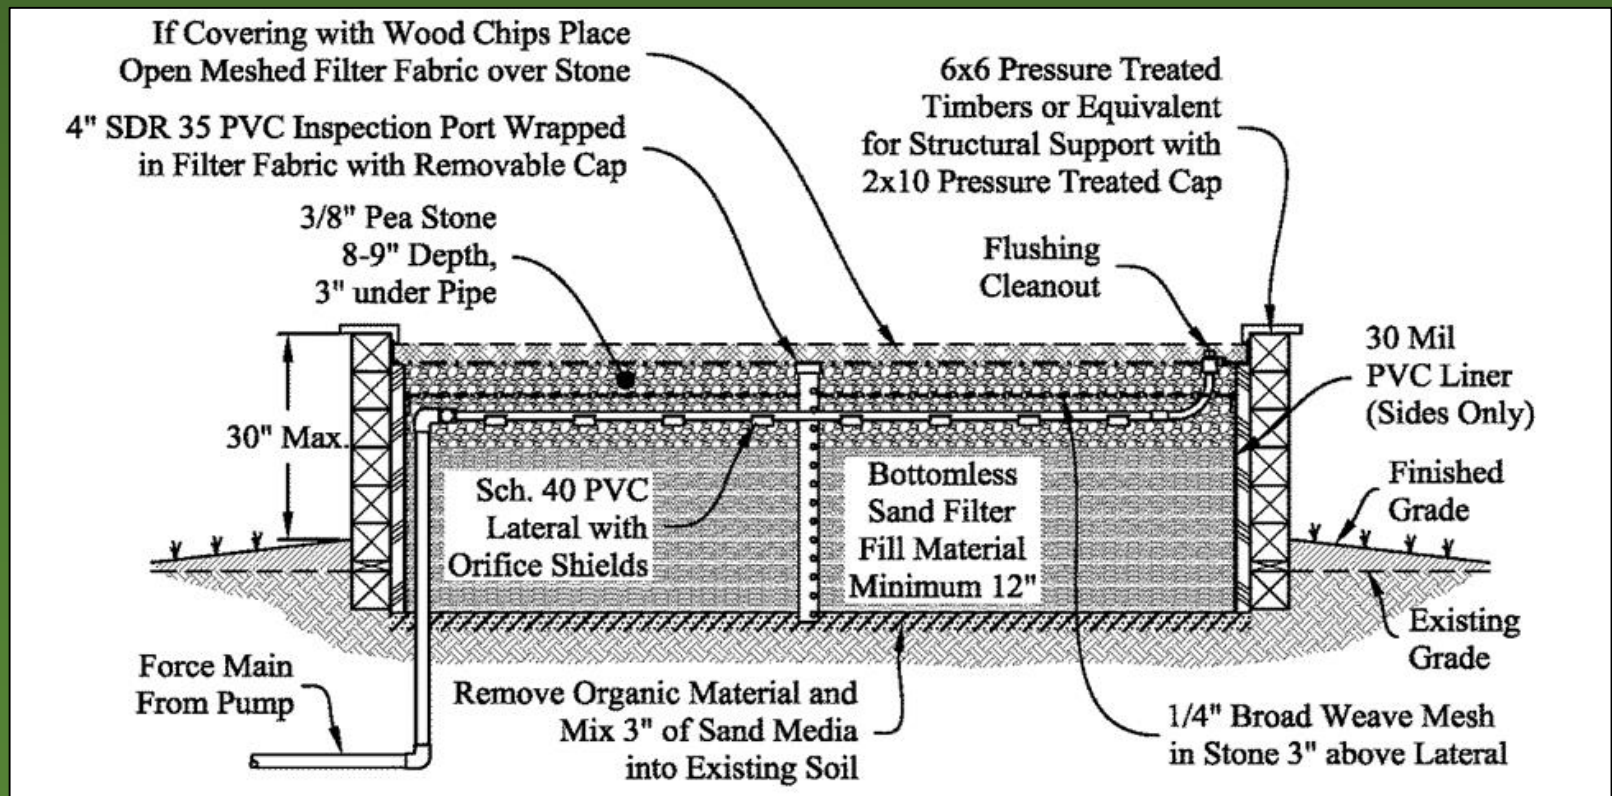 If Covering with Wood Chips Place
Open Meshed Filter Fabric over Stone
4" SDR 35 PVC Inspection Port Wrapped
in Filter Fabric with Removable Cap
3/8" Pea Stone
8-9" Depth,
3" under Pipe
6x6 Pressure Treated
Timbers or Equivalent
for Structural Support with
2x10 Pressure Treated Cap
Flushing
Cleanout
30 Mil
PVC Liner
(Sides Only)
30" Max.
Sch. 40 PVC
Lateral with
Orifice Shields
Bottomless
Sand Filter
Fill Material
Minimum 12"
Finished
Grade
Existing
Grade
Force Main
From Pump
Remove Organic Material and
Mix 3" of Sand Media
into Existing Soil
1/4" Broad Weave Mesh
in Stone 3" above Lateral